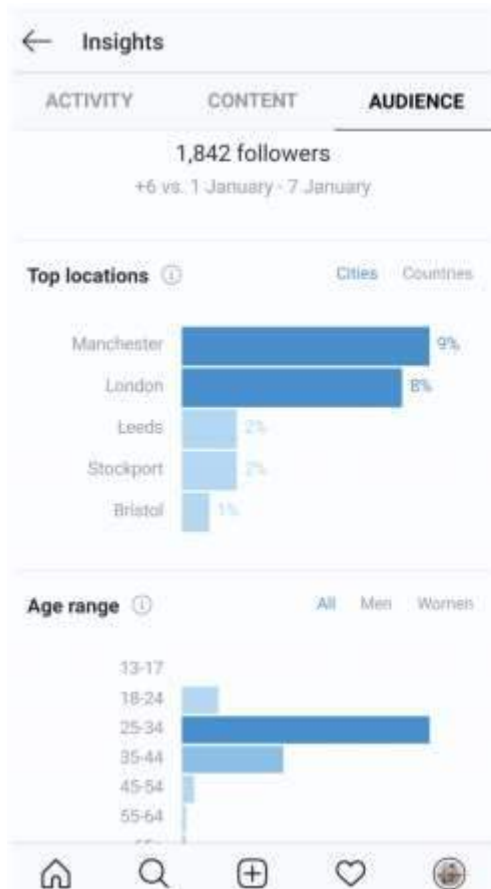 Insights
ACTIVITY CONTENT AUDIENCE
1,842 followers
+6 vs. 1 January - 7 January
Top locations Cities Countries
Manchester 9%
London 8%
Leeds 2%
Stockport 2%
Bristol 1%
Age range All Men Women
13-17
18-24
25-34
35-44
45-54
55-64